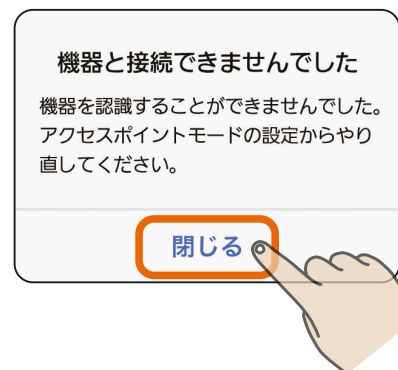 機器と接続できませんでした
機器を認識することができませんでした。
アクセスポイントモードの設定からやり
直してください。
閉じる